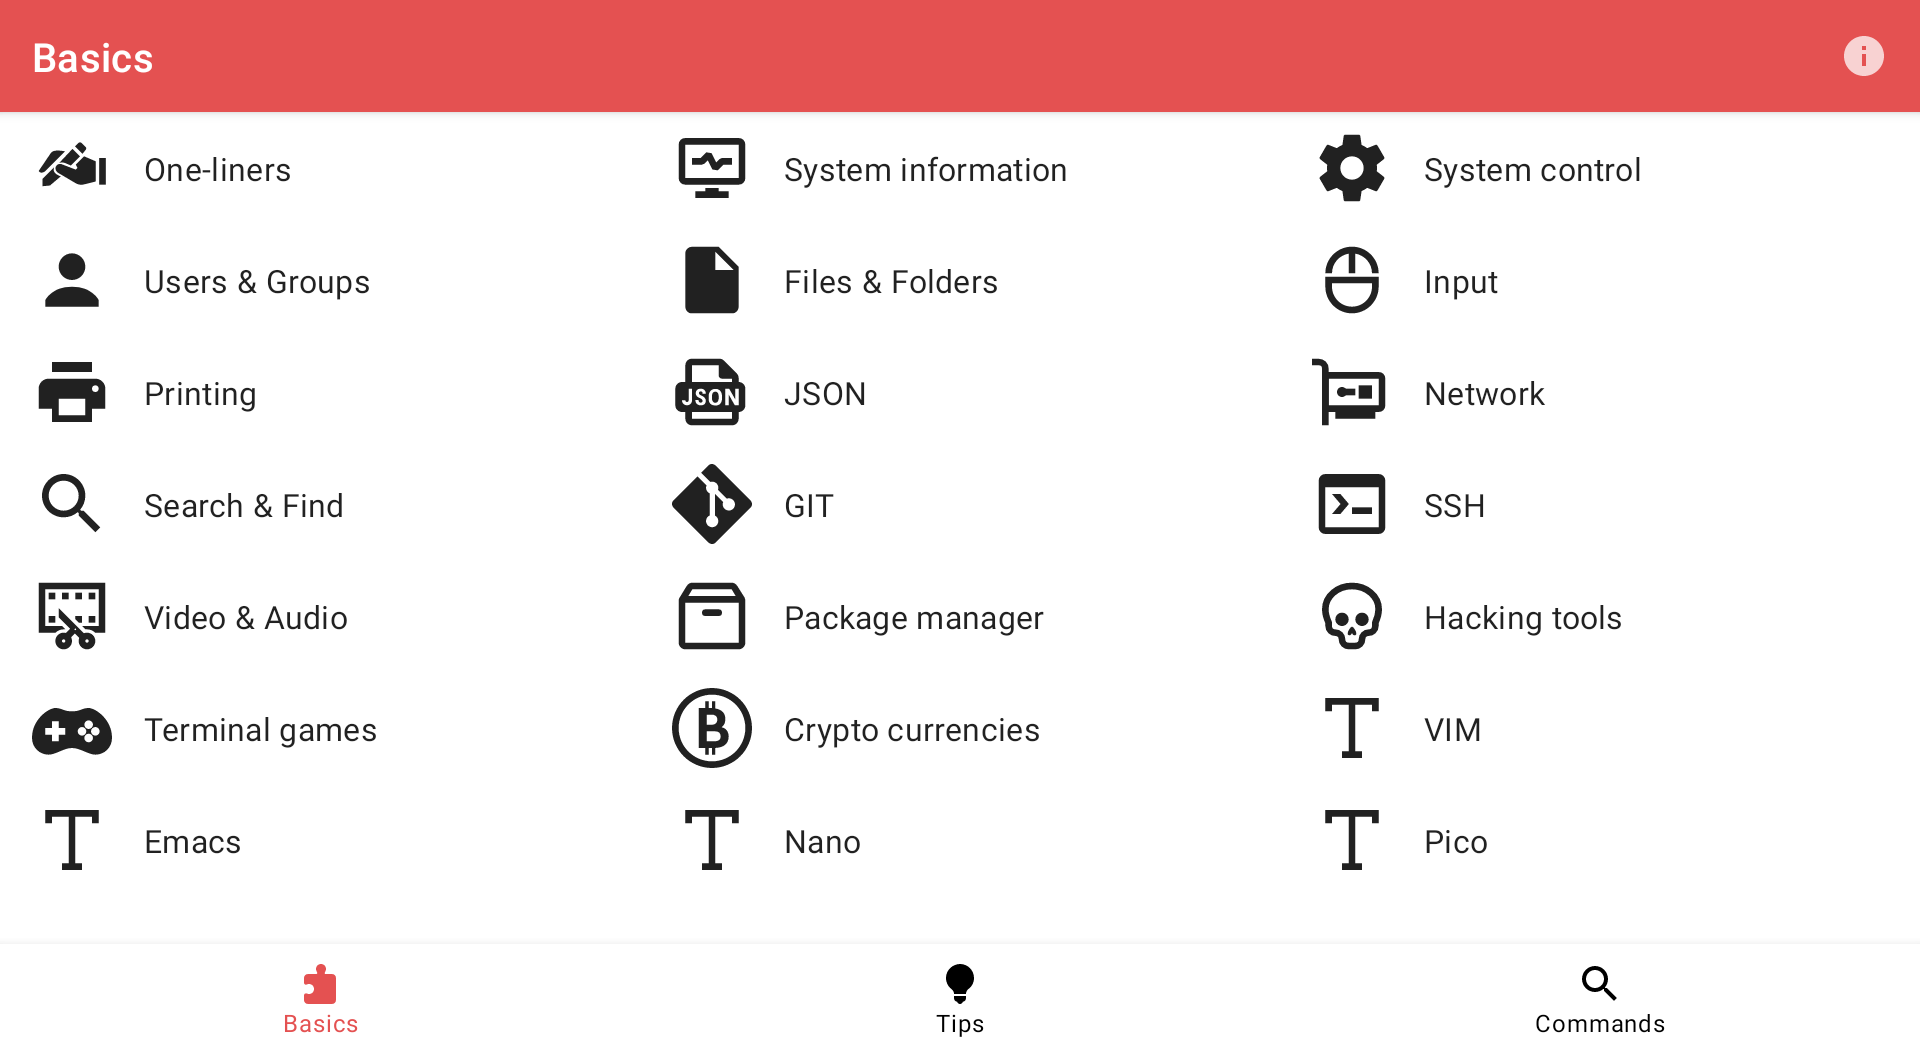 Basics
One-liners
System information
System control
Users & Groups
Files & Folders
Input
Printing
JSON
JSON
Network
Search & Find
GIT
SSH
Video & Audio
Package manager
Hacking tools
Terminal games
Crypto currencies
VIM
Emacs
Nano
Pico
Basics
Tips
Commands